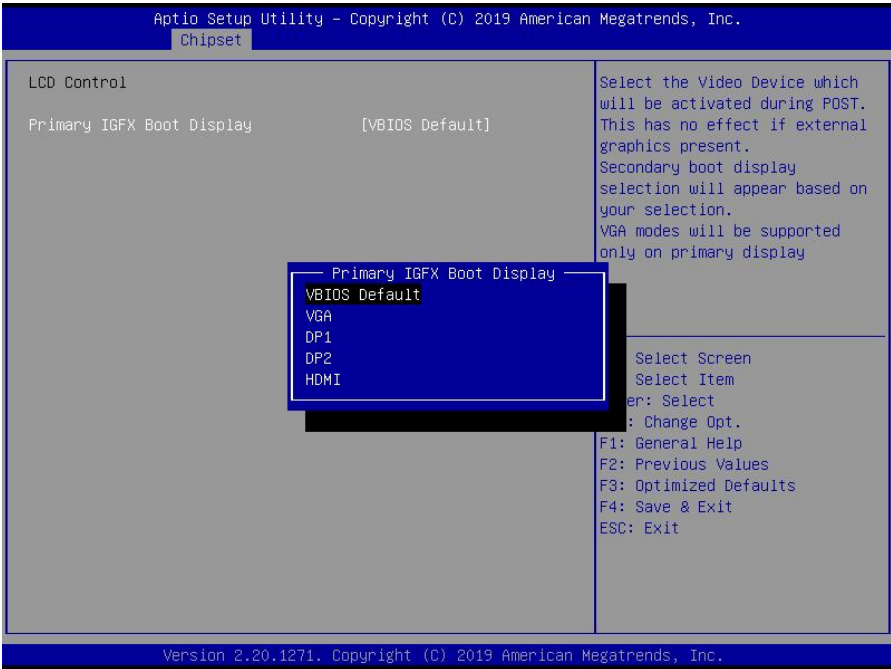 Aptio Setup Utility – Copyright (C) 2019 American Megatrends, Inc.
Chipset
LCD Control
Primary IGFX Boot Display [VBIOS Default]
Select the Video Device which
will be activated during POST.
This has no effect if external
graphics present.
Secondary boot display
selection will appear based on
your selection.
VGA modes will be supported
only on primary display
Primary IGFX Boot Display
VBIOS Default
VGA
DP1
DP2
HDMI
Select Screen
Select Item
er: Select
: Change Opt.
F1: General Help
F2: Previous Values
F3: Optimized Defaults
F4: Save & Exit
ESC: Exit
Version 2.20.1271. Copyright (C) 2019 American Megatrends, Inc.